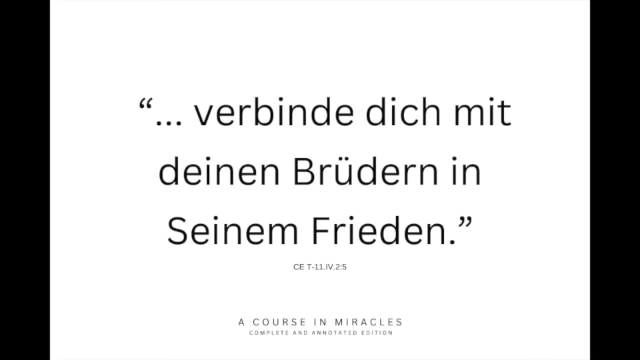 “... verbinde dich mit
deinen Brüdern in
Seinem Frieden.”
CE T-11.IV.2:5
A COURSE IN MIRACLES
COMPLETE AND ANNOTATED EDITION